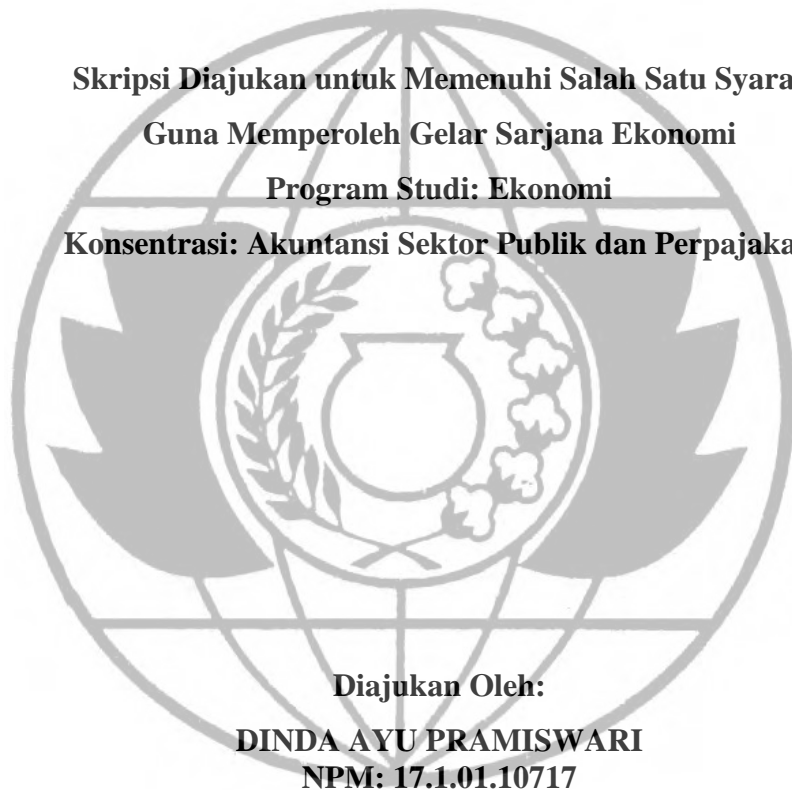 Skripsi Diajukan untuk Memenuhi Salah Satu Syara
Guna Memperoleh Gelar Sarjana Ekonomi
Program Studi: Ekonomi
Konsentrasi: Akuntansi Sektor Publik dan Perpajaka
Diajukan Oleh:
DINDA AYU PRAMISWARI
NPM: 17.1.01.10717